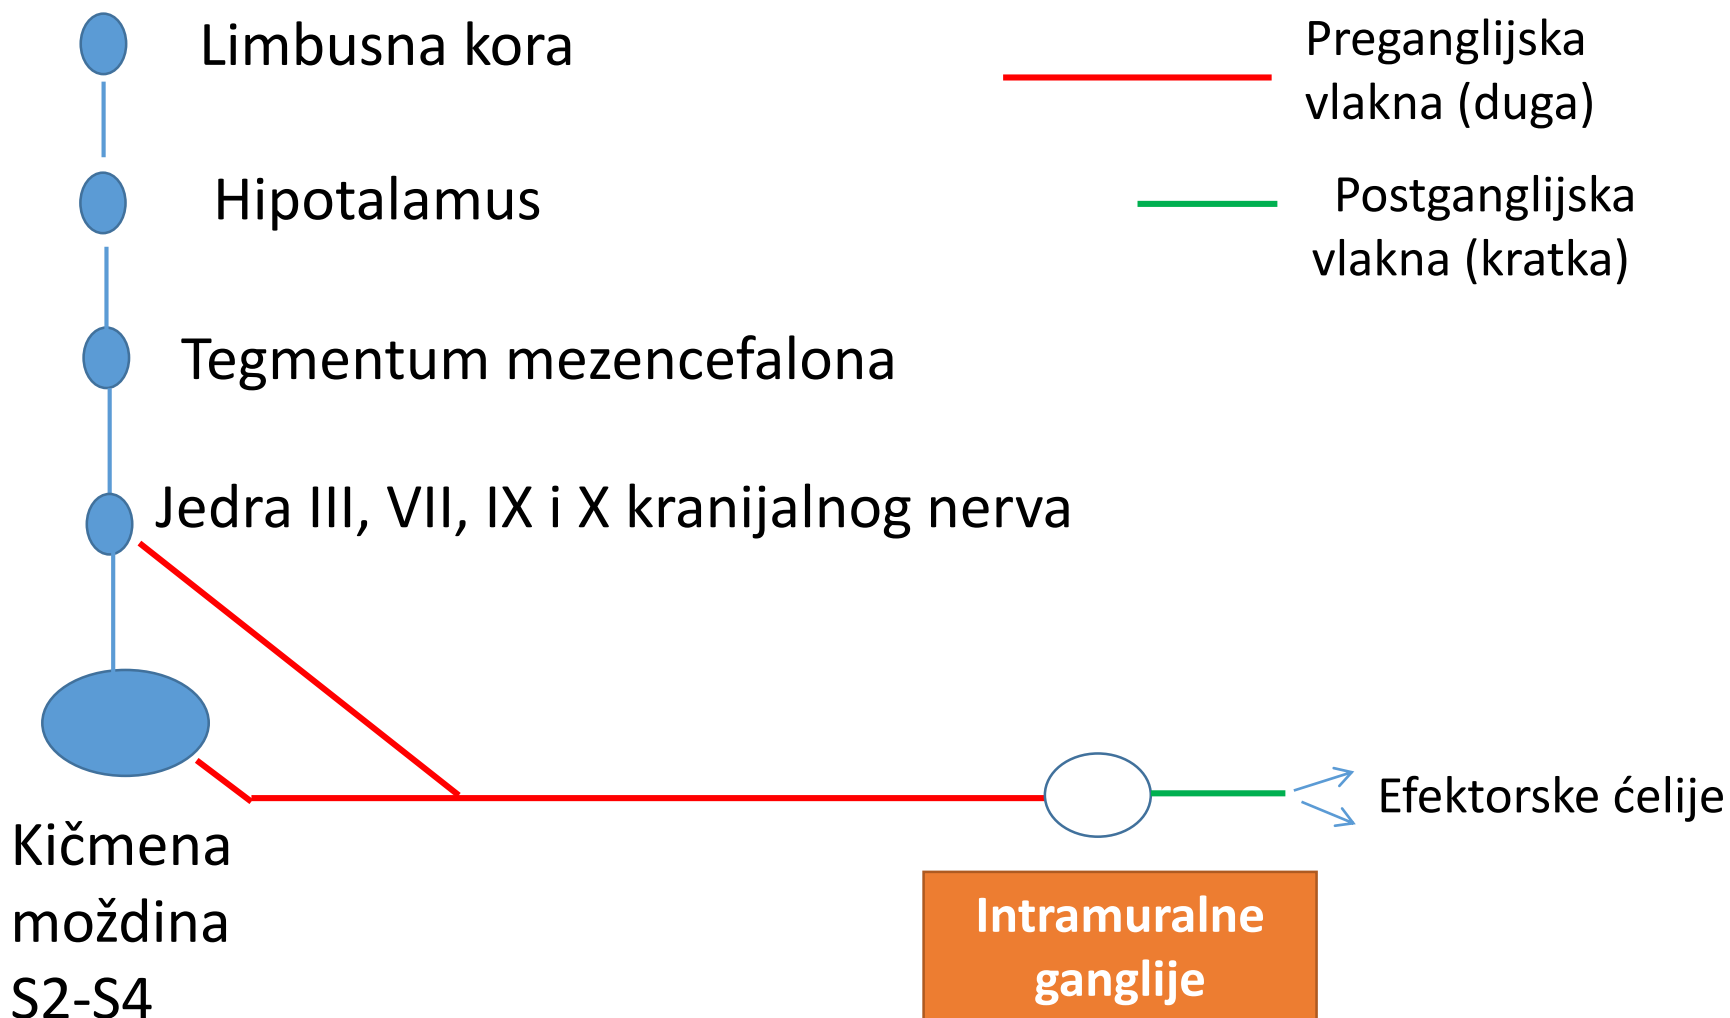 Limbusna kora
Preganglijska
vlakna (duga)
Hipotalamus
Postganglijska
vlakna (kratka)
Tegmentum mezencefalona
Jedra III, VII, IX i X kranijalnog nerva
Efektorske ćelije
Kičmena
moždina
S2-S4
Intramuralne
ganglije